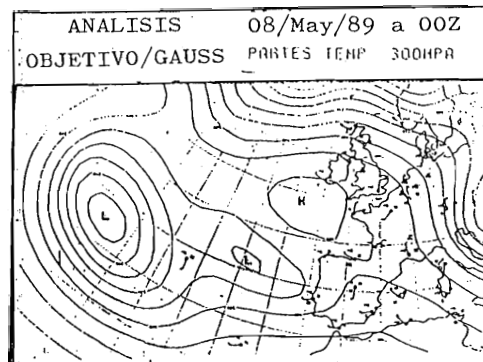 ANALISIS 08/May/89 a 00Z
OBJETIVO/GAUSS PARTES TEMP 300HPA
L
H
L